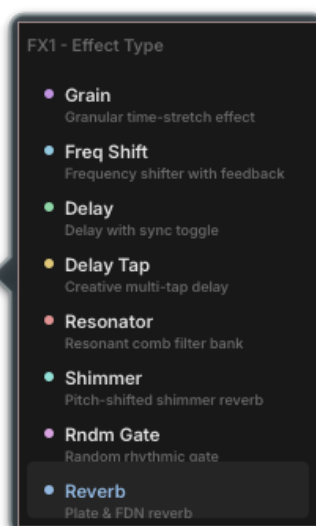 FX1 - Effect Type
Grain
Granular time-stretch effect
Freq Shift
Frequency shifter with feedback
Delay
Delay with sync toggle
Delay Tap
Creative multi-tap delay
Resonator
Resonant comb filter bank
Shimmer
Pitch-shifted shimmer reverb
Rndm Gate
Random rhythmic gate
Reverb
Plate & FDN reverb